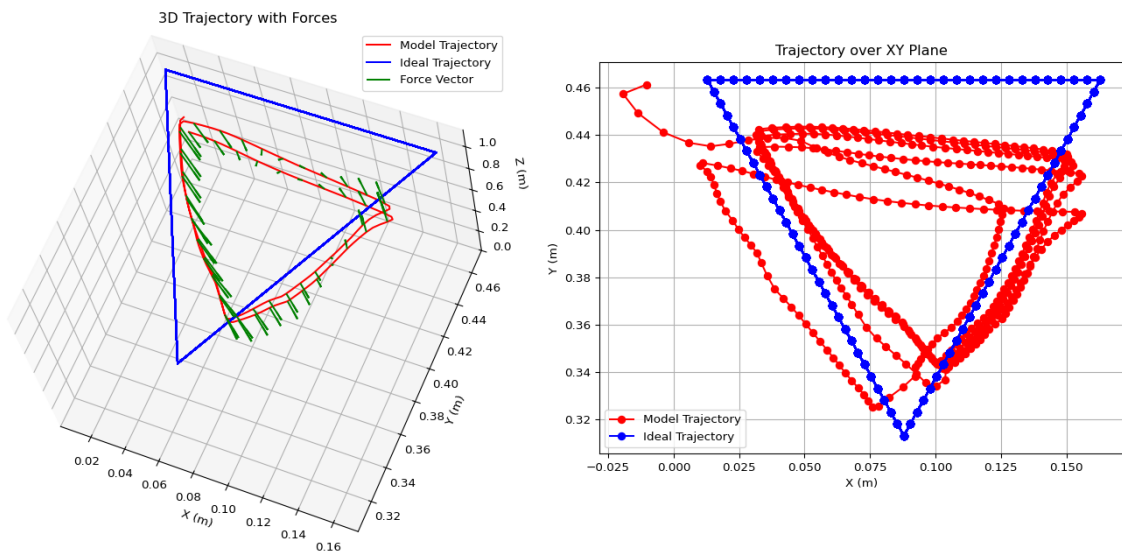 3D Trajectory with Forces
Model Trajectory
Ideal Trajectory
Force Vector
1.0
0.8
0.6
0.4
0.2
0.0
Z (m)
0.46
0.44
0.42
0.40
0.38
0.36
0.34
0.32
Y (m)
0.02
0.04
0.06
0.08
0.10
0.12
0.14
0.16
X (m)
Trajectory over XY Plane
0.46
0.44
0.42
0.40
0.38
0.36
0.34
0.32
Y (m)
Model Trajectory
Ideal Trajectory
−0.025 0.000 0.025 0.050 0.075 0.100 0.125 0.150
X (m)